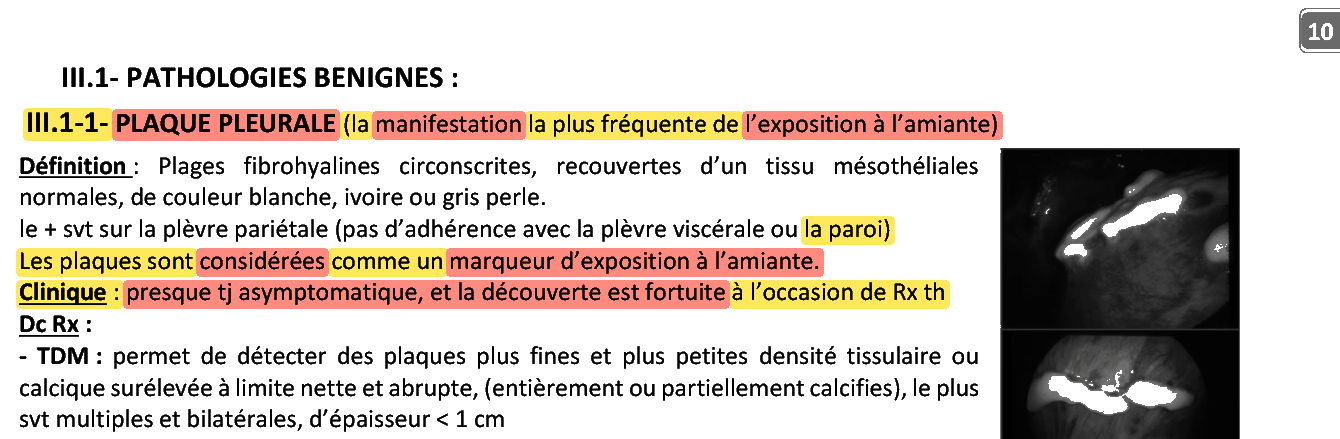 10
III.1- PATHOLOGIES BENIGNES :
III.1-1- PLAQUE PLEURALE (la manifestation la plus fréquente de l'exposition à l'amiante)
Définition : Plages fibrohyalines circonscrites, recouvertes d'un tissu mésothéliales
normales, de couleur blanche, ivoire ou gris perle.
le + svt sur la plèvre pariétale (pas d'adhérence avec la plèvre viscérale ou la paroi)
Les plaques sont considérées comme un marqueur d'exposition à l'amiante.
Clinique : presque tj asymptomatique, et la découverte est fortuite à l'occasion de Rx th
Dc Rx :
- TDM : permet de détecter des plaques plus fines et plus petites densité tissulaire ou
calcique surélevée à limite nette et abrupte, (entièrement ou partiellement calcifies), le plus
svt multiples et bilatérales, d'épaisseur < 1 cm